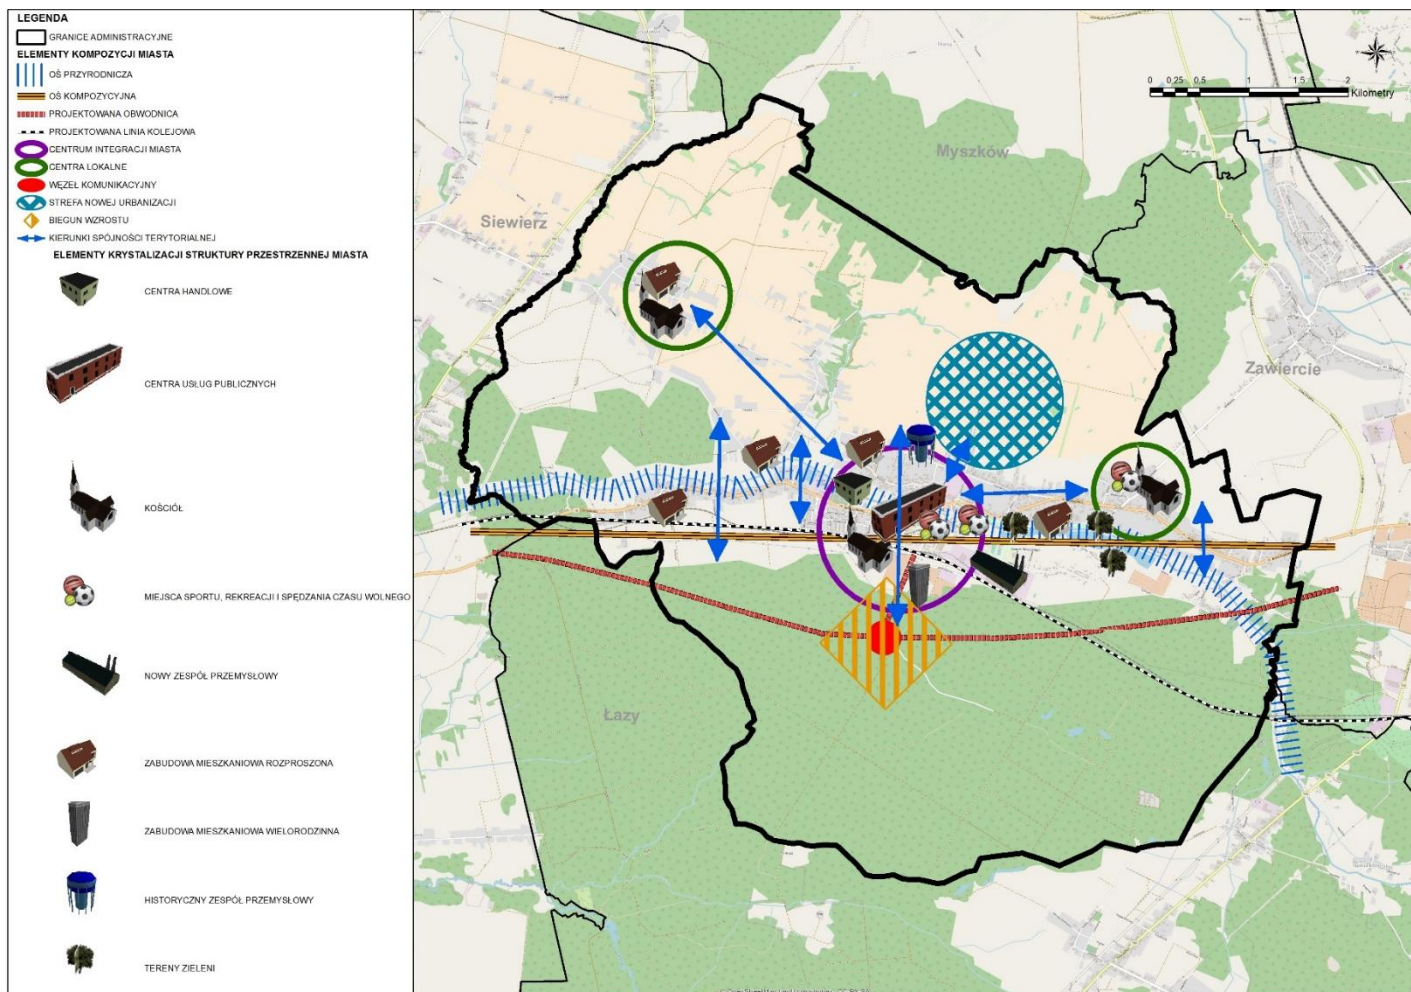 LEGENDA
GRANICE ADMINISTRACYJNE
ELEMENTY KOMPOZYCJI MIASTA
OŚ PRZYRODNICZA
OŚ KOMPOZYCYJNA
PROJEKTOWANA OBWODNICA
PROJEKTOWANA LINIA KOLEJOWA
CENTRUM INTEGRACJI MIASTA
CENTRA LOKALNE
WĘZEŁ KOMUNIKACYJNY
STREFA NOWEJ URBANIZACJI
BIEGUN WZROSTU
KIERUNKI SPÓJNOŚCI TERYTORIALNEJ
ELEMENTY KRYSTALIZACJI STRUKTURY PRZESTRZENNEJ MIASTA
CENTRA HANDLOWE
CENTRA USŁUG PUBLICZNYCH
KOŚCIÓŁ
MIEJSCA SPORTU, REKREACJI I SPĘDZANIA CZASU WOLNEGO
NOWY ZESPÓŁ PRZEMYSŁOWY
ZABUDOWA MIESZKANIOWA ROZPROSZONA
ZABUDOWA MIESZKANIOWA WIELORODZINNA
HISTORYCZNY ZESPÓŁ PRZEMYSŁOWY
TERENY ZIELENI
0 0,25 0,5 1 1,5 2
Kilometry
Myszków
Siewierz
Zawiercie
Łazy